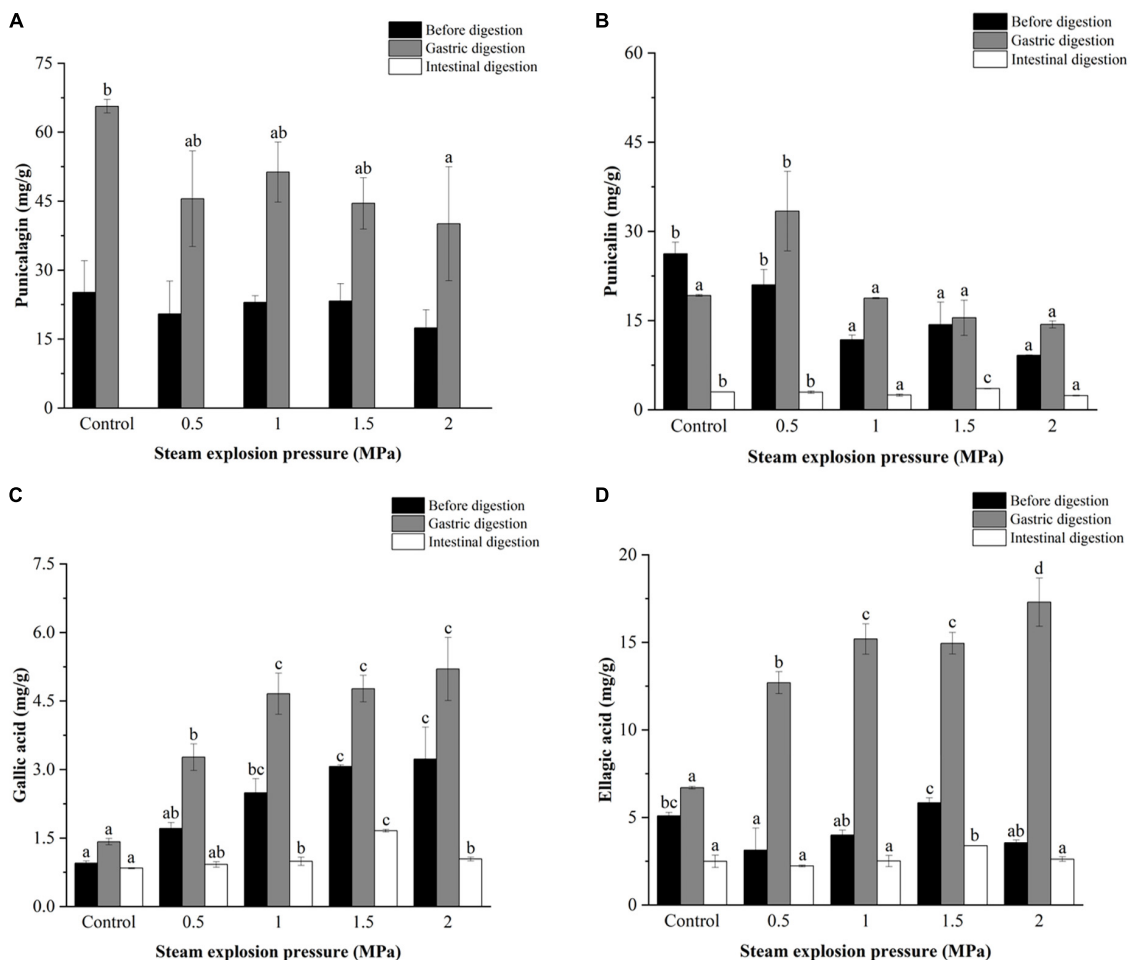 A
Before digestion
Gastric digestion
Intestinal digestion
75
60
45
30
15
0
Punicalagin (mg/g)
b
ab
ab
ab
a
Control 0.5 1 1.5 2
Steam explosion pressure (MPa)
B
Before digestion
Gastric digestion
Intestinal digestion
60
45
30
15
0
Punicalin (mg/g)
b a b
b b b
a a a
a a c
a a a
Control 0.5 1 1.5 2
Steam explosion pressure (MPa)
C
Before digestion
Gastric digestion
Intestinal digestion
7.5
6.0
4.5
3.0
1.5
0.0
Gallic acid (mg/g)
a a a
ab b ab
bc c b
c c c
c c b
Control 0.5 1 1.5 2
Steam explosion pressure (MPa)
D
Before digestion
Gastric digestion
Intestinal digestion
20
15
10
5
0
Ellagic acid (mg/g)
bc a a
a b a
ab c a
c c b
ab d a
Control 0.5 1 1.5 2
Steam explosion pressure (MPa)